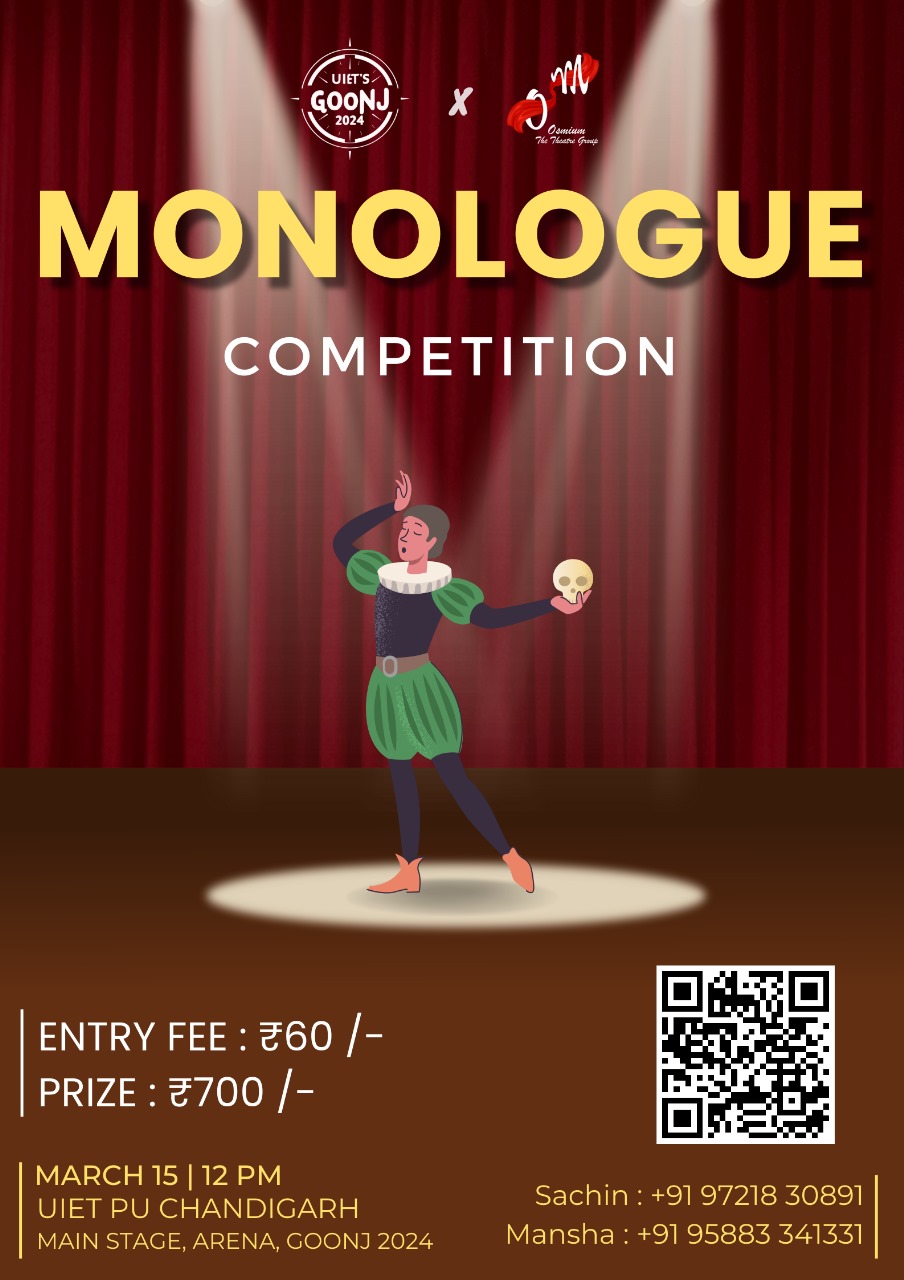 UIET'S
GOONJ
2024
X
Om
Osmium
The Theatre Group
MONOLOGUE
COMPETITION
ENTRY FEE : ₹60 /-
PRIZE : ₹700 /-
MARCH 15 | 12 PM
UIET PU CHANDIGARH
MAIN STAGE, ARENA, GOONJ 2024
Sachin : +91 97218 30891
Mansha : +91 95883 341331